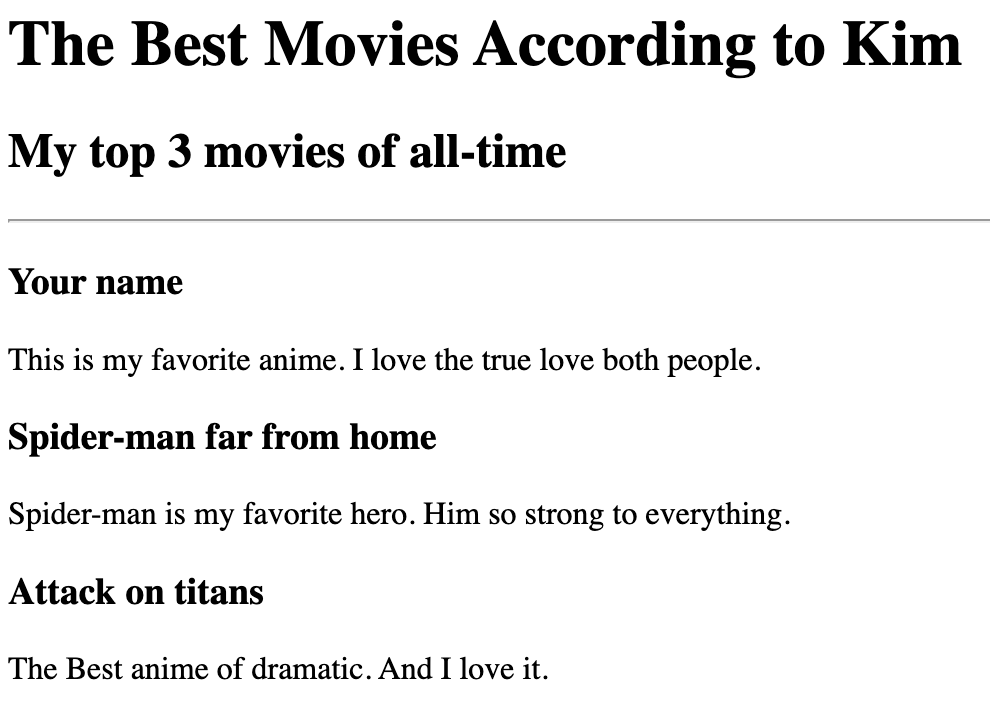 The Best Movies According to Kim
My top 3 movies of all-time
Your name
This is my favorite anime. I love the true love both people.
Spider-man far from home
Spider-man is my favorite hero. Him so strong to everything.
Attack on titans
The Best anime of dramatic. And I love it.